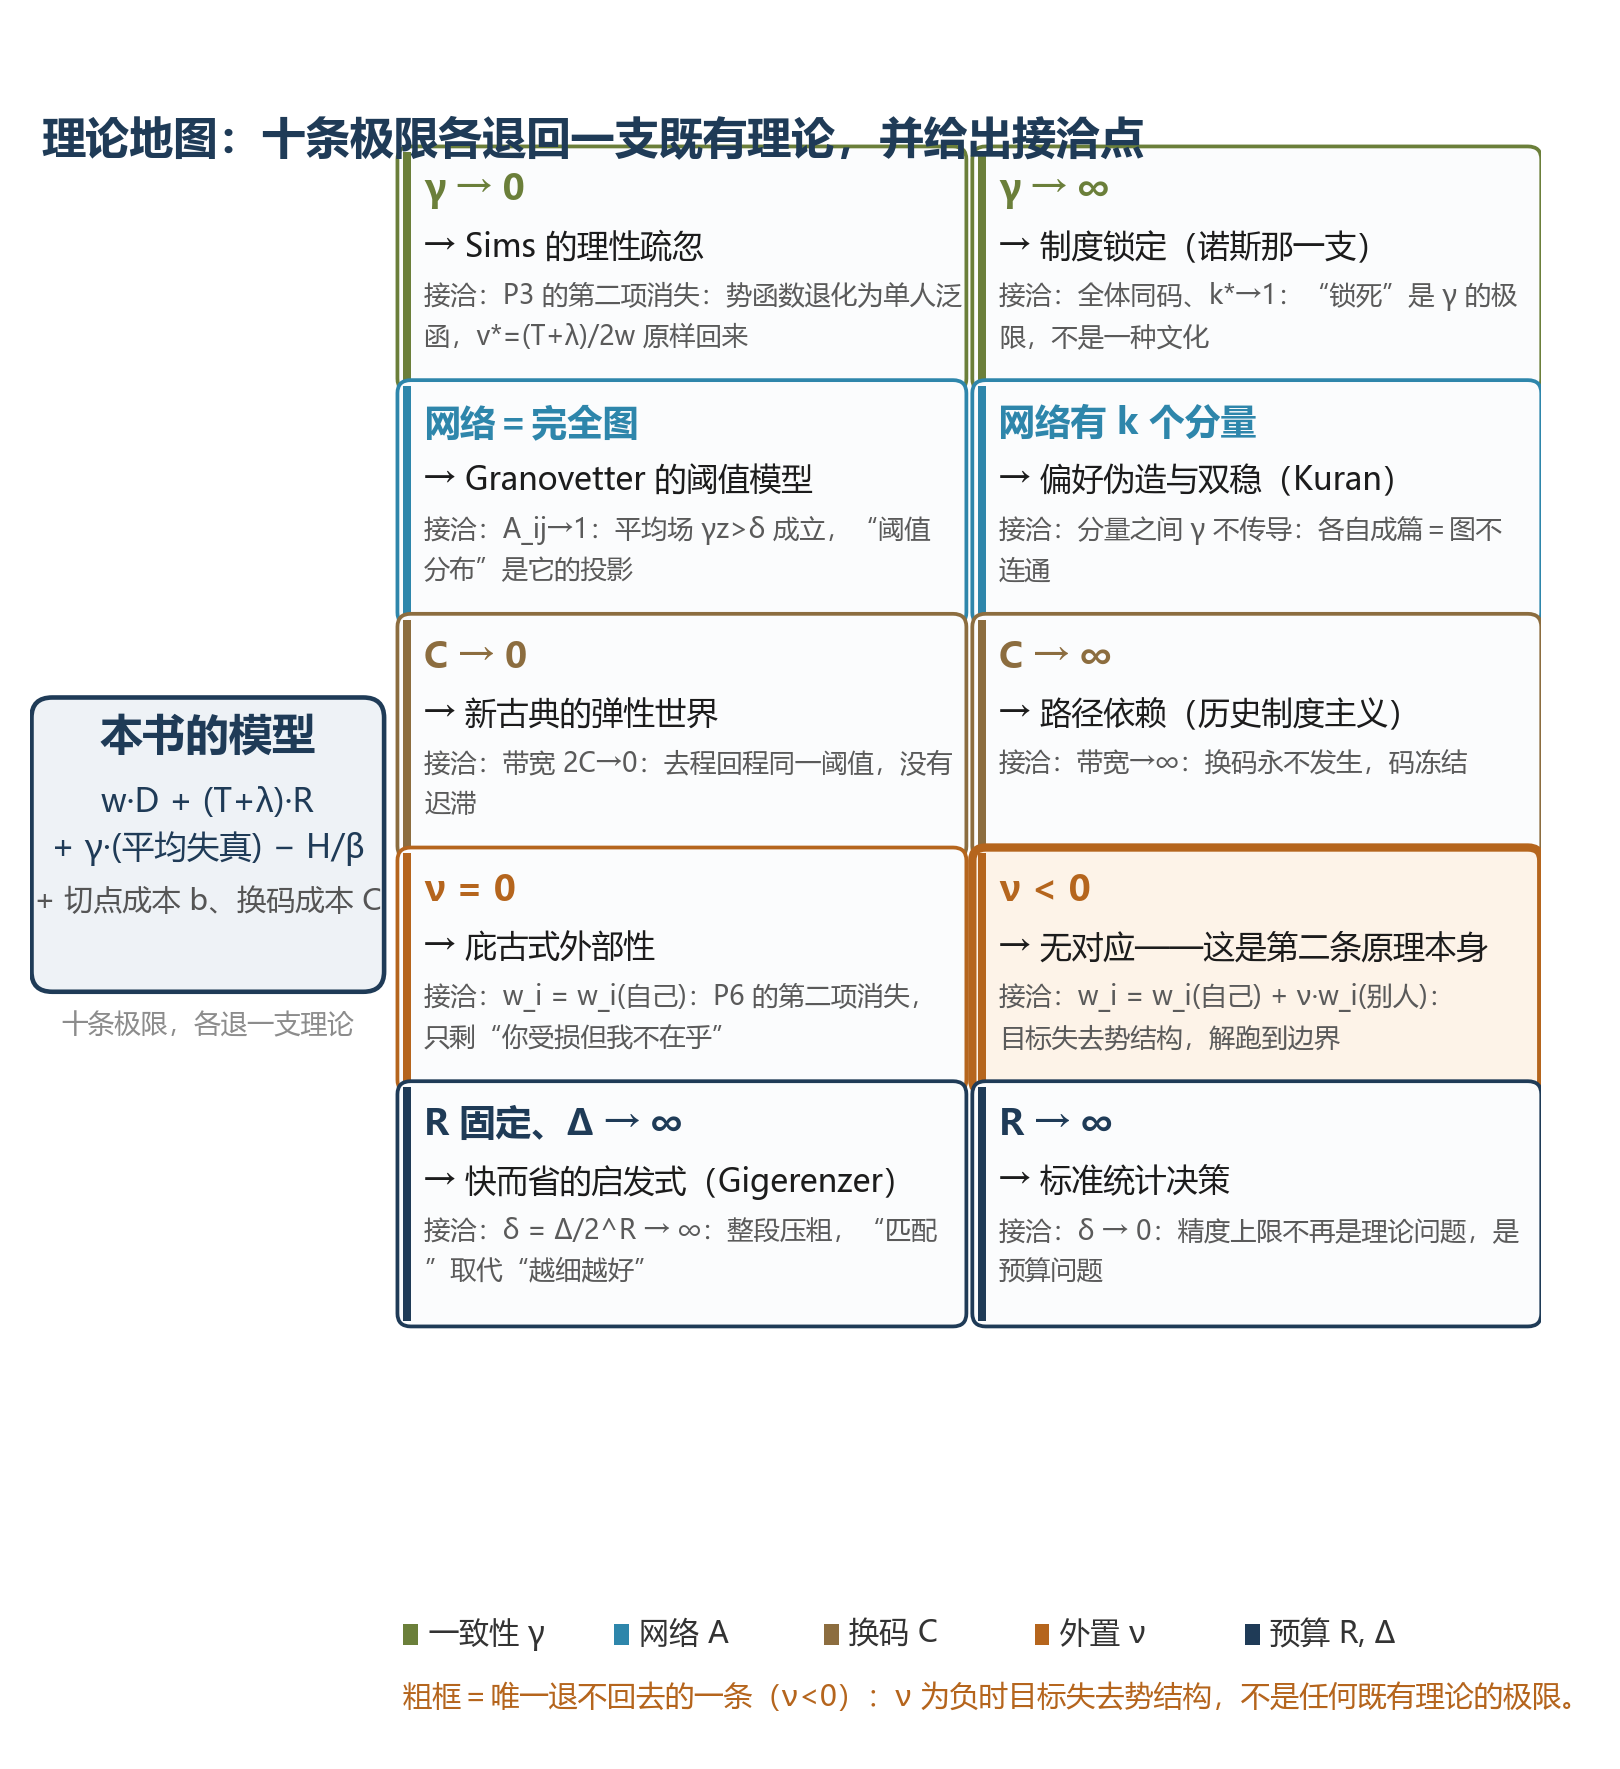 理论地图：十条极限各退回一支既有理论，并给出接洽点
γ → 0
→ Sims 的理性疏忽
接洽：P3 的第二项消失：势函数退化为单人泛
函，v*=(T+λ)/2w 原样回来
γ → ∞
→ 制度锁定（诺斯那一支）
接洽：全体同码、k*→1：“锁死”是 γ 的极
限，不是一种文化
网络 = 完全图
→ Granovetter 的阈值模型
接洽：A_ij→1：平均场 γz>δ 成立，“阈值
分布”是它的投影
网络有 k 个分量
→ 偏好伪造与双稳（Kuran）
接洽：分量之间 γ 不传导：各自成篇 = 图不
连通
C → 0
→ 新古典的弹性世界
接洽：带宽 2C→0：去程回程同一阈值，没有
迟滞
C → ∞
→ 路径依赖（历史制度主义）
接洽：带宽→∞：换码永不发生，码冻结
本书的模型
w·D + (T+λ)·R
+ γ·(平均失真) − H/β
+ 切点成本 b、换码成本 C
十条极限，各退一支理论
ν = 0
→ 庇古式外部性
接洽：w_i = w_i(自己)：P6 的第二项消失，
只剩“你受损但我不在乎”
ν < 0
→ 无对应——这是第二条原理本身
接洽：w_i = w_i(自己) + ν·w_i(别人)：
目标失去势结构，解跑到边界
R 固定、Δ → ∞
→ 快而省的启发式（Gigerenzer）
接洽：δ = Δ/2^R → ∞：整段压粗，“匹配
”取代“越细越好”
R → ∞
→ 标准统计决策
接洽：δ → 0：精度上限不再是理论问题，是
预算问题
一致性 γ
网络 A
换码 C
外置 ν
预算 R, Δ
粗框 = 唯一退不回去的一条（ν<0）：ν 为负时目标失去势结构，不是任何既有理论的极限。